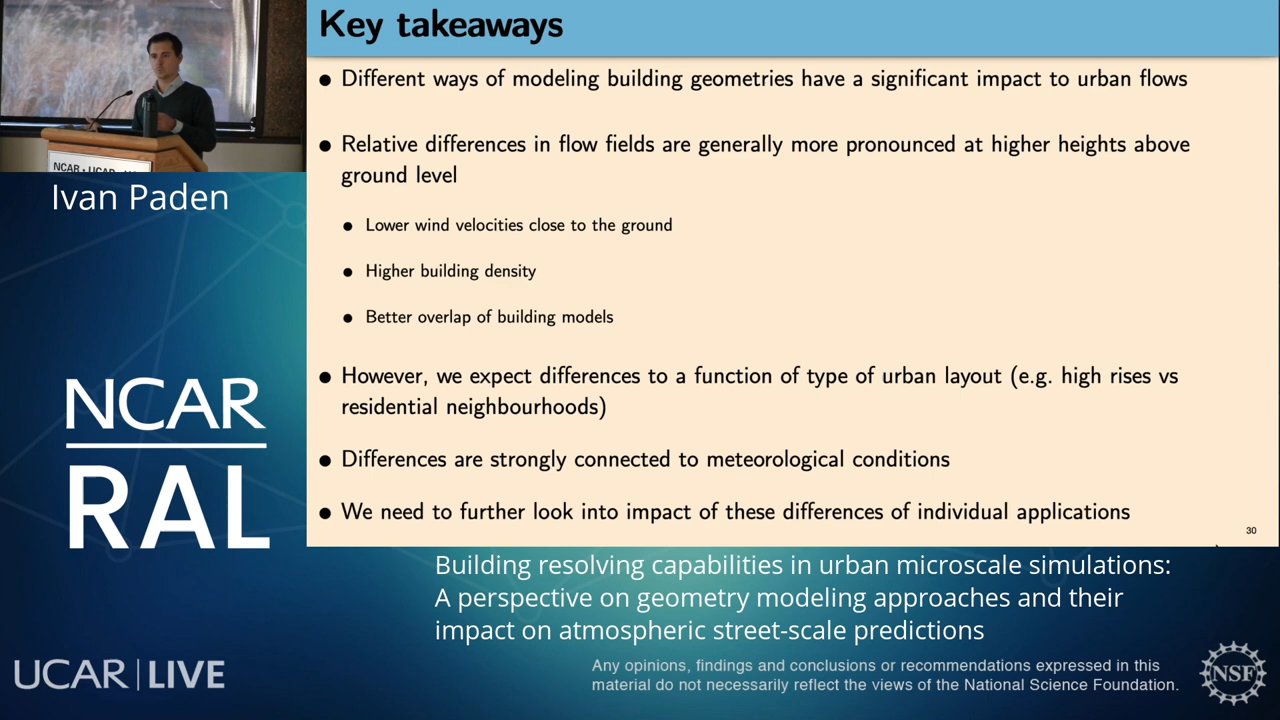 Key takeaways
• Different ways of modeling building geometries have a significant impact to urban flows
• Relative differences in flow fields are generally more pronounced at higher heights above
ground level
• Lower wind velocities close to the ground
• Higher building density
• Better overlap of building models
• However, we expect differences to a function of type of urban layout (e.g. high rises vs
residential neighbourhoods)
• Differences are strongly connected to meteorological conditions
• We need to further look into impact of these differences of individual applications
30
NCAR • UCAR
Ivan Paden
NCAR
RAL
Building resolving capabilities in urban microscale simulations:
A perspective on geometry modeling approaches and their
impact on atmospheric street-scale predictions
UCAR | LIVE
Any opinions, findings and conclusions or recommendations expressed in this
material do not necessarily reflect the views of the National Science Foundation.
NSF